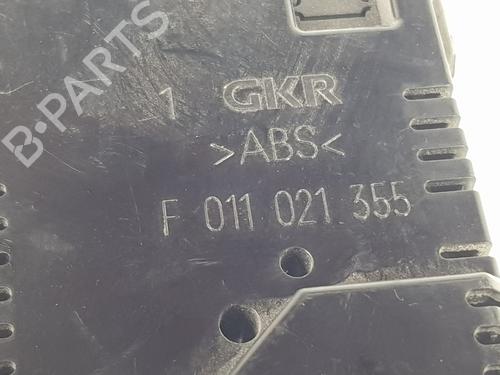 B-PARTS
1 GKR
>ABS<
F 011 021 355